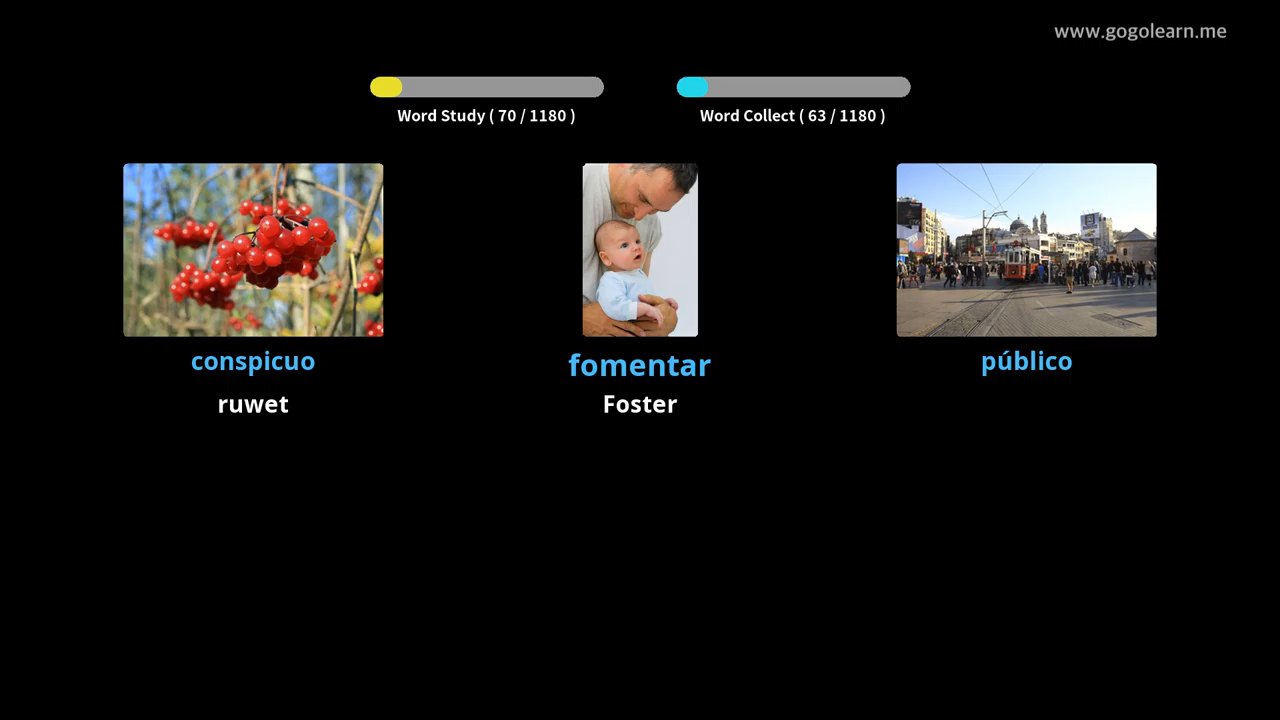 www.gogolearn.me
Word Study ( 70 / 1180 )
Word Collect ( 63 / 1180 )
conspicuo
fomentar
público
ruwet
Foster